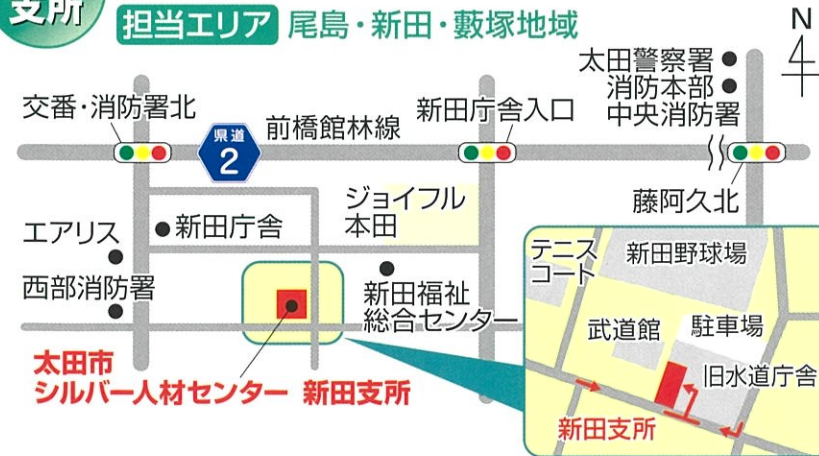 支所
担当エリア 尾島・新田・藪塚地域
N
太田警察署
消防本部
中央消防署
交番・消防署北
県道
2
前橋館林線
新田庁舎入口
藤阿久北
エアリス
新田庁舎
ジョイフル
本田
西部消防署
新田福祉
総合センター
太田市
シルバー人材センター 新田支所
テニス
コート
新田野球場
武道館
駐車場
旧水道庁舎
新田支所